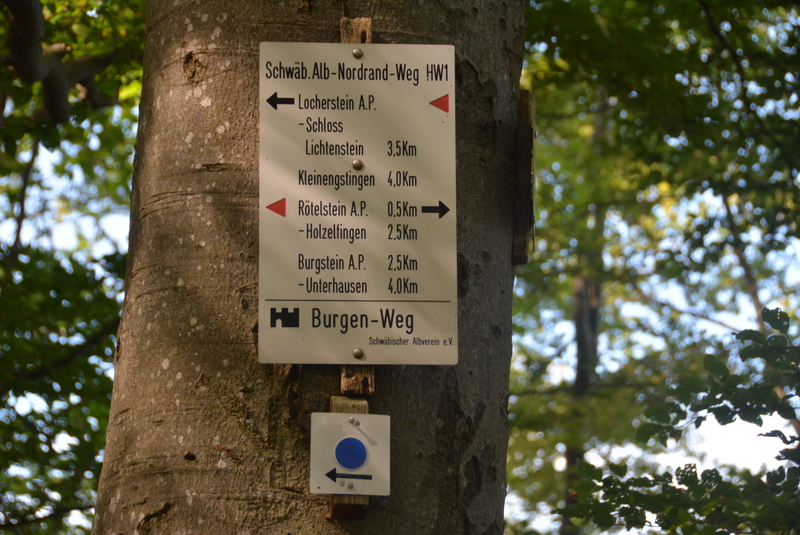 Schwäb.Alb-Nordrand-Weg HW1
Locherstein A.P.
-Schloss
Lichtenstein 3,5Km
Kleinengstingen 4,0Km
Rötelstein A.P. 0,5Km
-Holzelfingen 2,5Km
Burgstein A.P. 2,5Km
-Unterhausen 4,0Km
Burgen-Weg
Schwäbischer Albverein e.V.